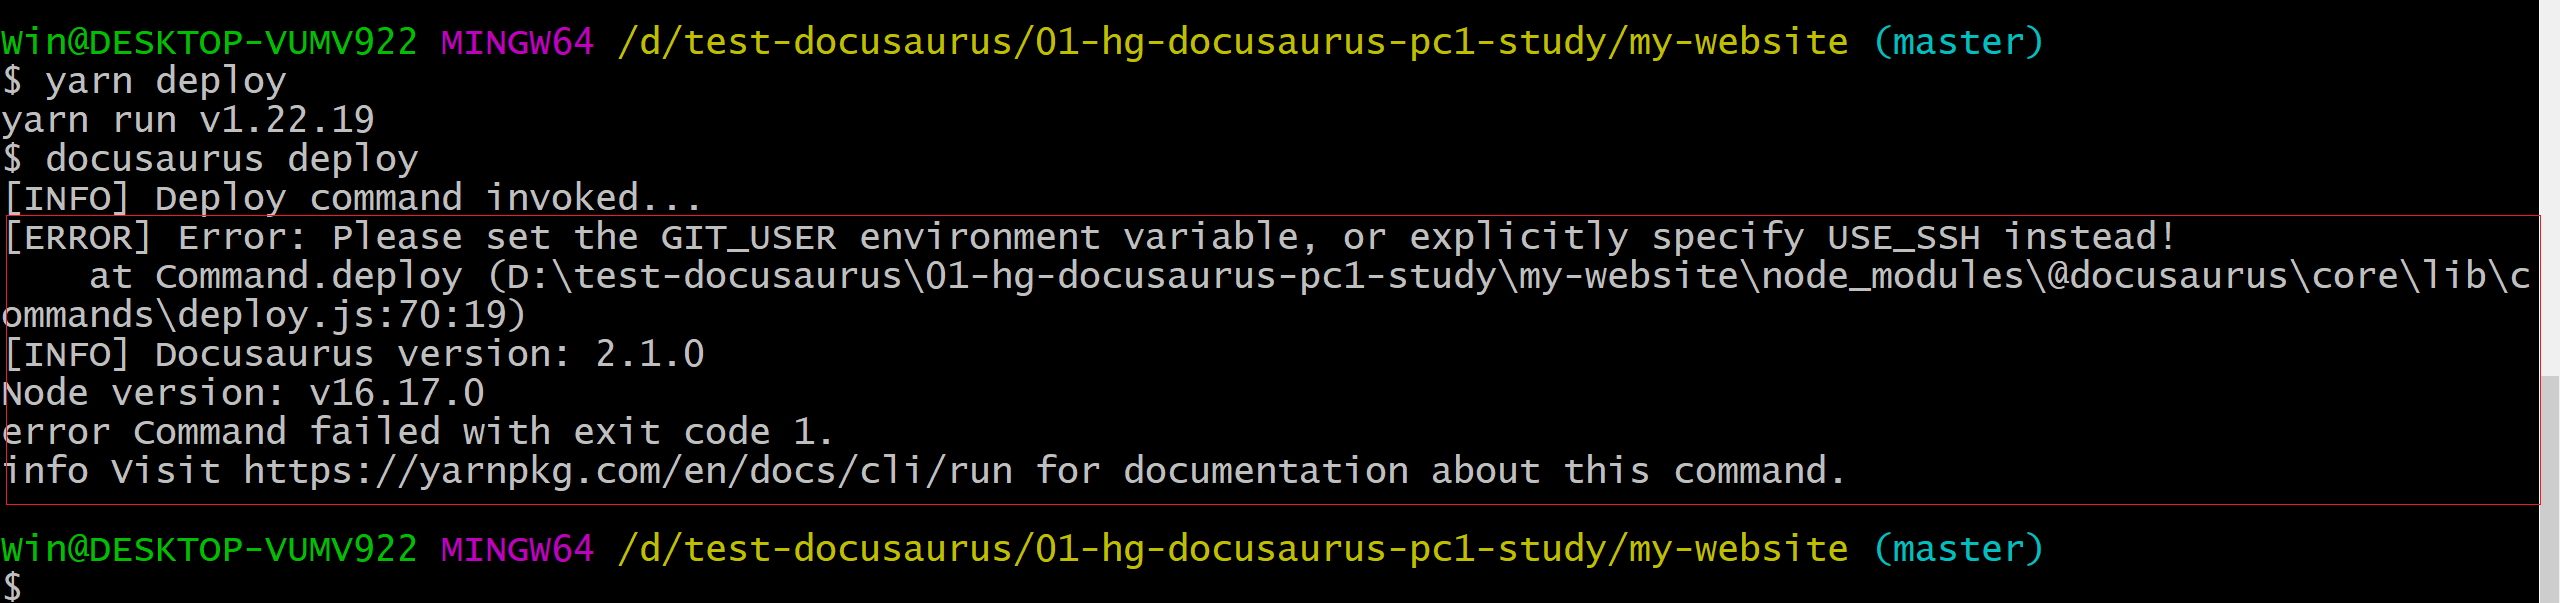 Win@DESKTOP-VUMV922 MINGW64 /d/test-docusaurus/01-hg-docusaurus-pc1-study/my-website (master)
$ yarn deploy
yarn run v1.22.19
$ docusaurus deploy
[INFO] Deploy command invoked...
[ERROR] Error: Please set the GIT_USER environment variable, or explicitly specify USE_SSH instead!
    at Command.deploy (D:\test-docusaurus\01-hg-docusaurus-pc1-study\my-website\node_modules\@docusaurus\core\lib\c
ommands\deploy.js:70:19)
[INFO] Docusaurus version: 2.1.0
Node version: v16.17.0
error Command failed with exit code 1.
info Visit https://yarnpkg.com/en/docs/cli/run for documentation about this command.
Win@DESKTOP-VUMV922 MINGW64 /d/test-docusaurus/01-hg-docusaurus-pc1-study/my-website (master)
$